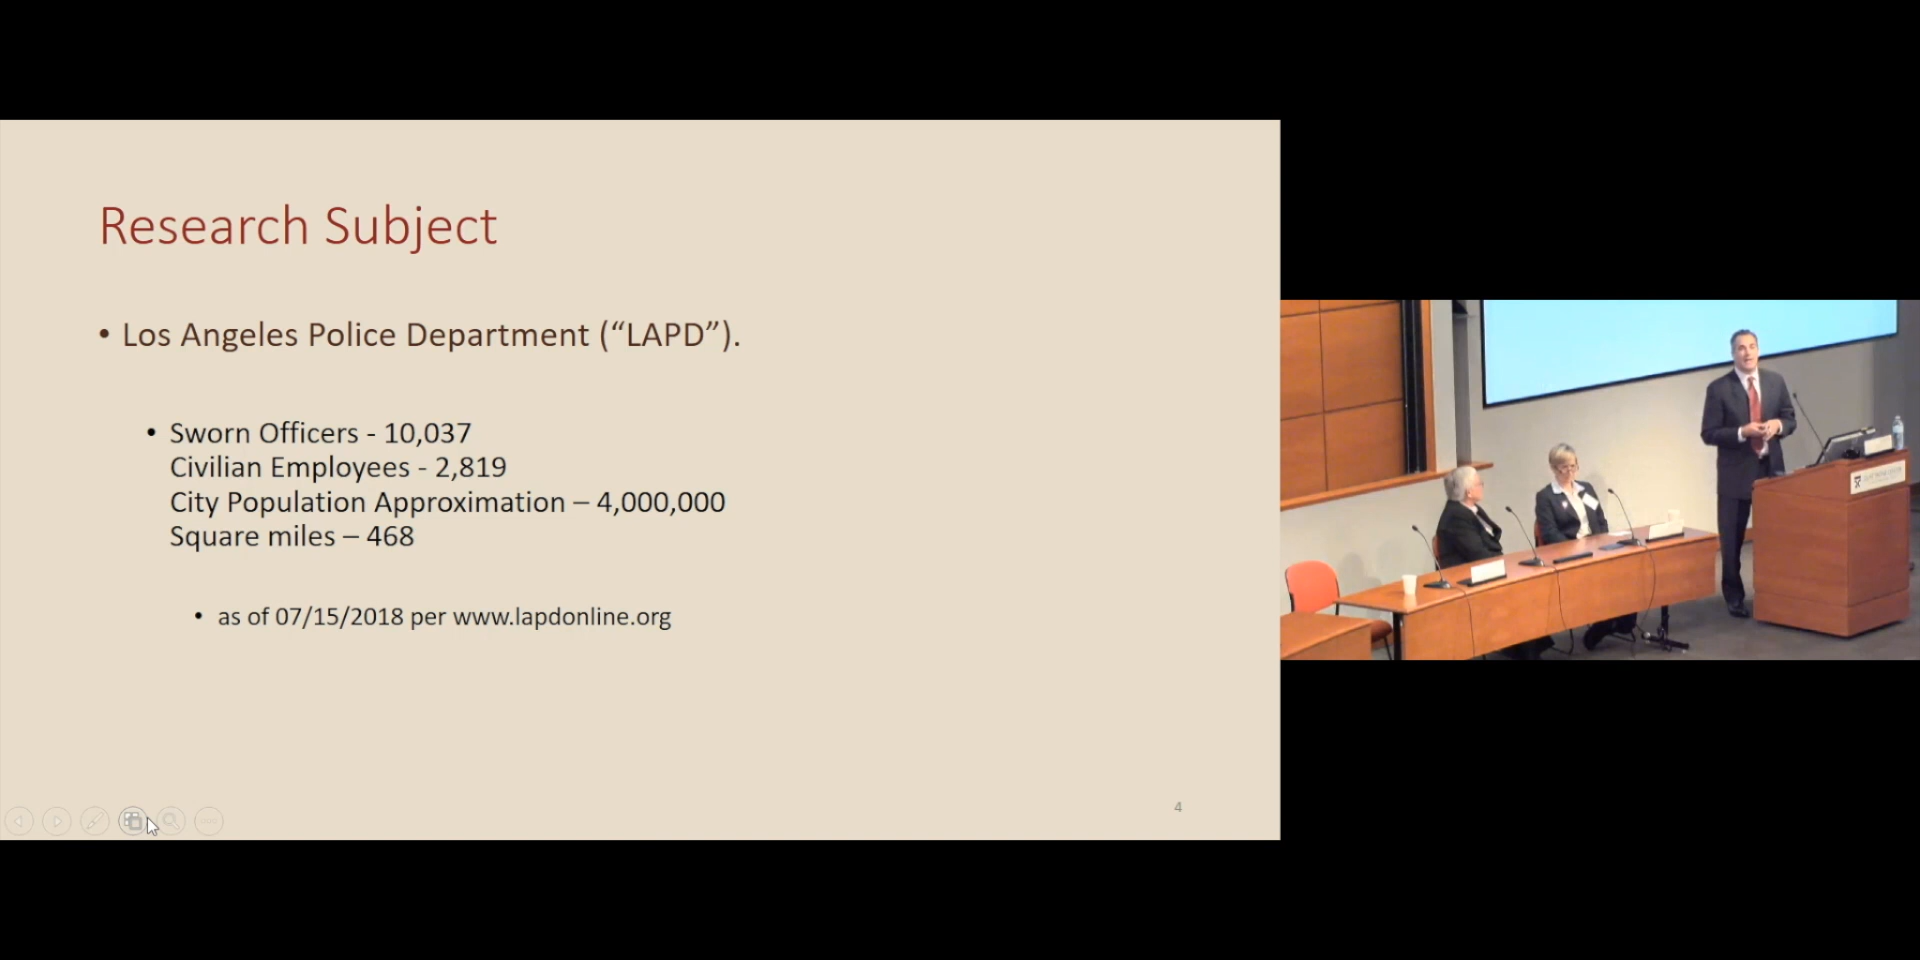 Research Subject
• Los Angeles Police Department (“LAPD”).
• Sworn Officers - 10,037
Civilian Employees - 2,819
City Population Approximation – 4,000,000
Square miles – 468
• as of 07/15/2018 per www.lapdonline.org
4